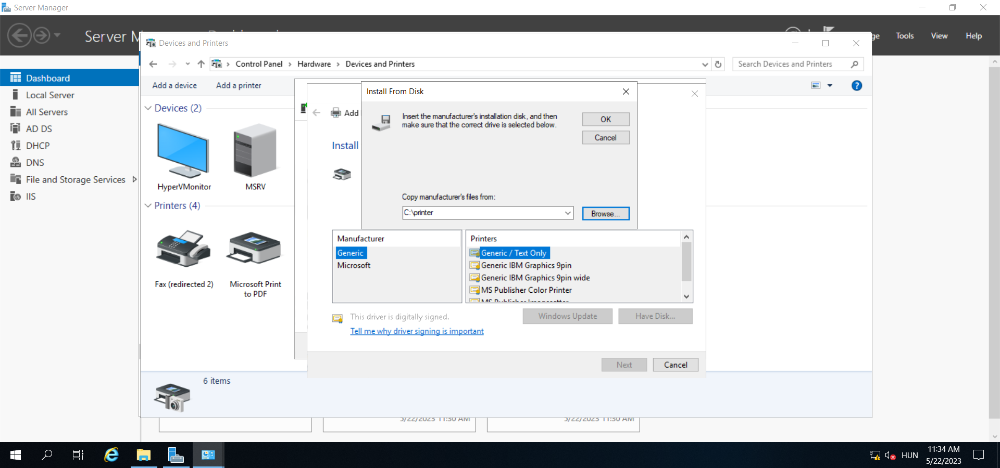 Server Manager
Server M
ge
Tools
View
Help
Devices and Printers
Control Panel
Hardware
Devices and Printers
Search Devices and Printers
Dashboard
Local Server
All Servers
AD DS
DHCP
DNS
File and Storage Services
IIS
Add a device
Add a printer
Devices (2)
HyperVMonitor
MSRV
Printers (4)
Fax (redirected 2)
Microsoft Print
to PDF
6 items
Add
Install
Install From Disk
Insert the manufacturer's installation disk, and then
make sure that the correct drive is selected below.
OK
Cancel
Copy manufacturer's files from:
C:\printer
Browse...
Manufacturer
Generic
Microsoft
Printers
Generic / Text Only
Generic IBM Graphics 9pin
Generic IBM Graphics 9pin wide
MS Publisher Color Printer
MS Publisher Imagesetter
This driver is digitally signed.
Tell me why driver signing is important
Windows Update
Have Disk...
Next
Cancel
5/22/2023 11:30 AM
5/22/2023 11:30 AM
HUN
11:34 AM
5/22/2023